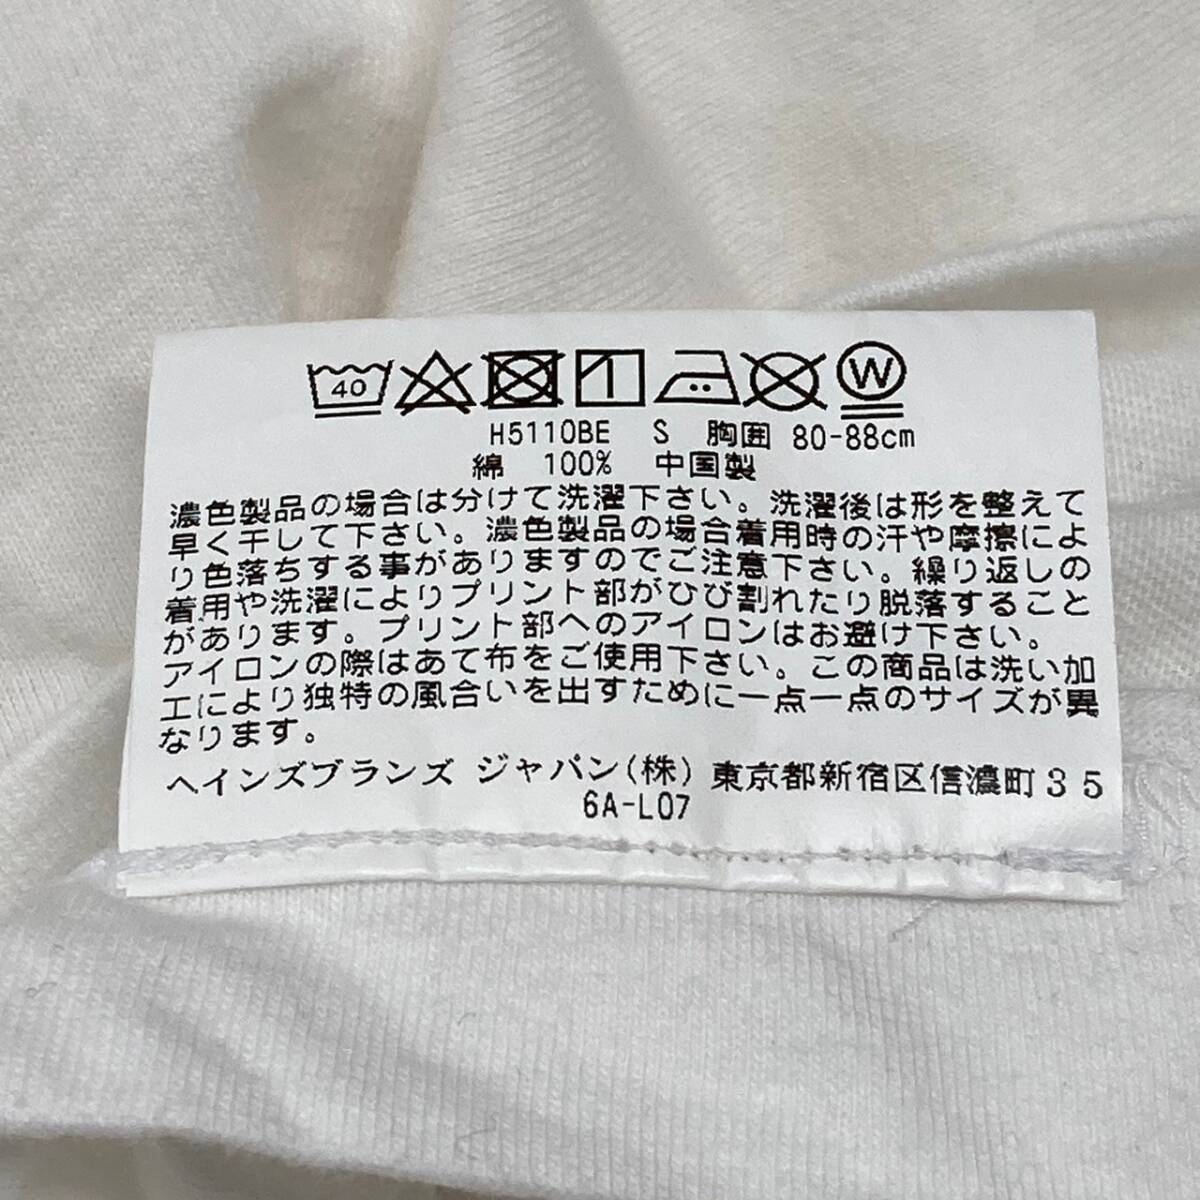 40 W
H5110BE S 胸囲 80-88cm
綿 100% 中国製
濃色製品の場合は分けて洗濯下さい。洗濯後は形を整えて
早く干して下さい。濃色製品の場合着用時の汗や摩擦によ
り色落ちする事がありますのでご注意下さい。繰り返しの
着用や洗濯によりプリント部がひび割れたり脱落すること
があります。プリント部へのアイロンはお避け下さい。
アイロンの際はあて布をご使用下さい。この商品は洗い加
工により独特の風合いを出すために一点一点のサイズが異
なります。
ヘインズブランズ ジャパン(株) 東京都新宿区信濃町35
6A-L07